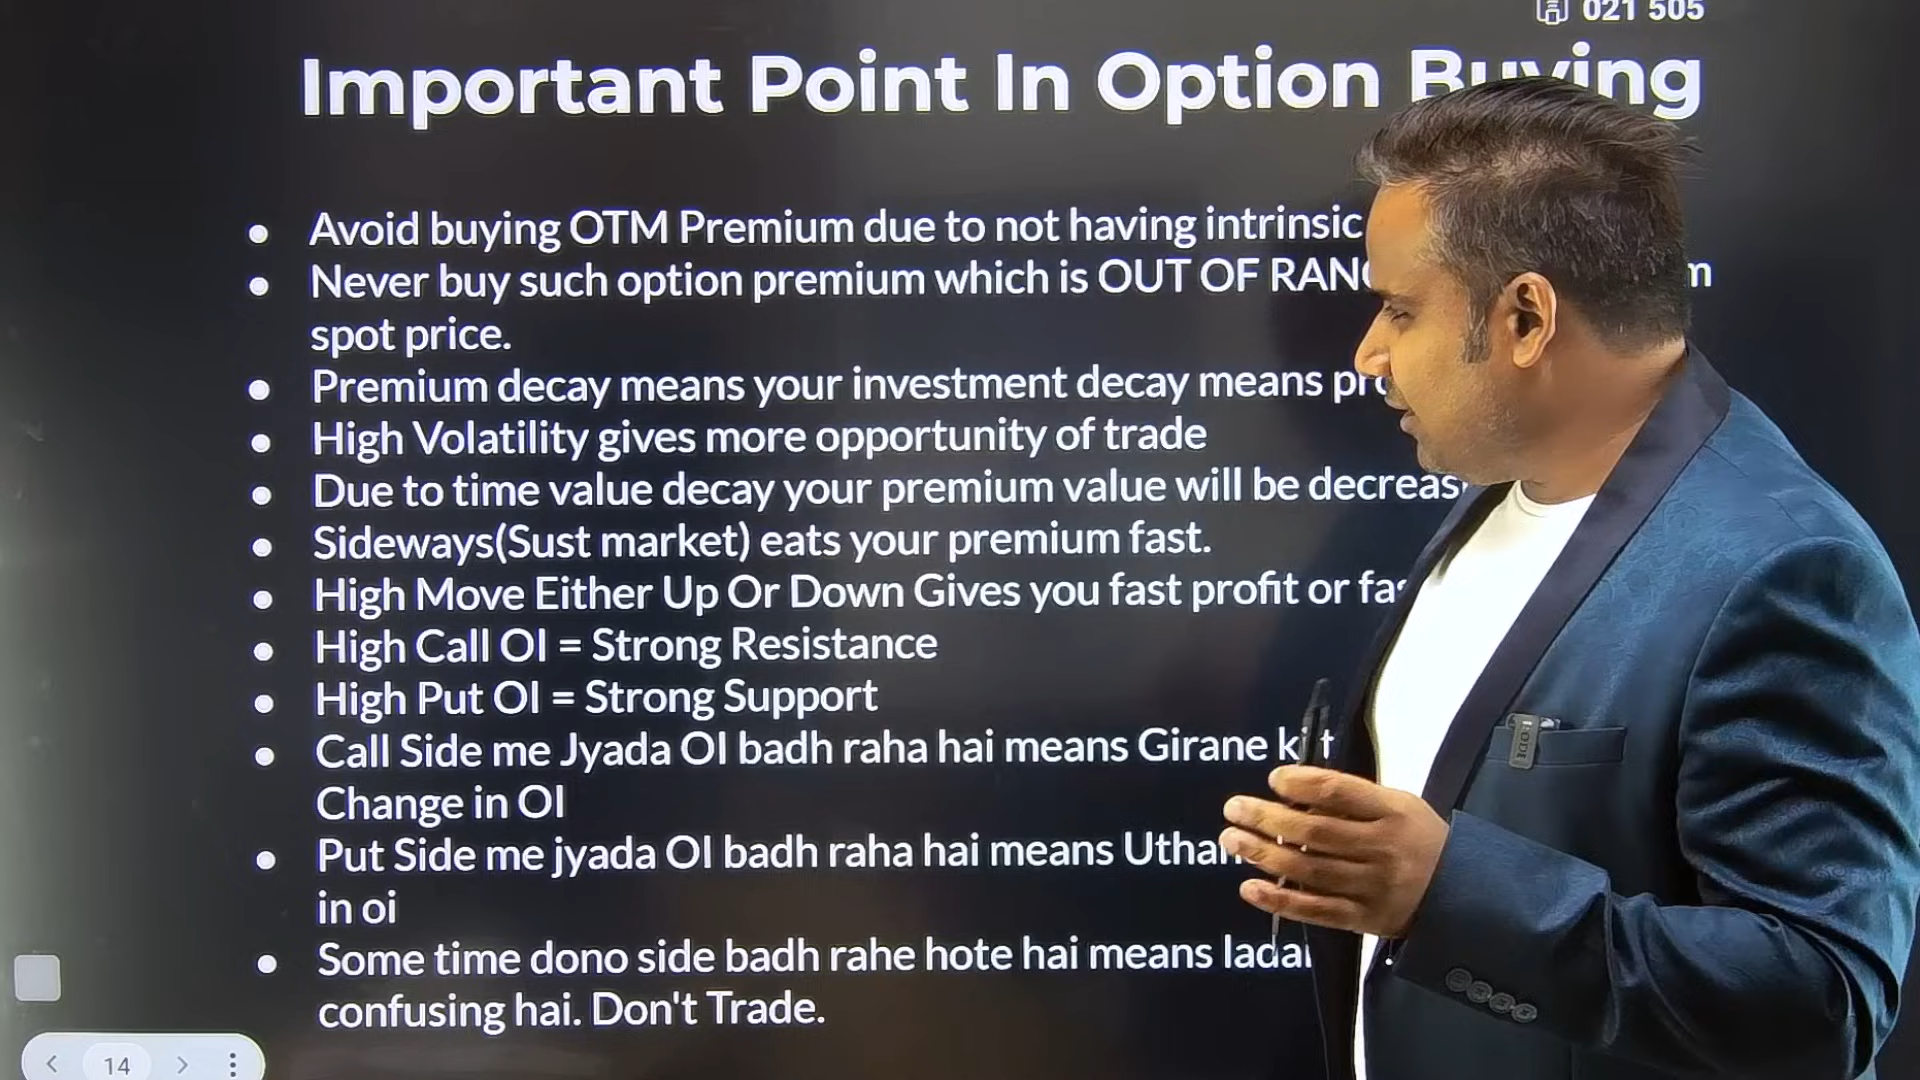 021 505
Important Point In Option Buying
Avoid buying OTM Premium due to not having intrinsic
Never buy such option premium which is OUT OF
spot price.
Premium decay means your investment decay means
High Volatility gives more opportunity of trade
Due to time value decay your premium value will be
Sideways(Sust market) eats your premium fast.
High Move Either Up Or Down Gives you fast profit or
High Call OI = Strong Resistance
High Put OI = Strong Support
Call Side me Jyada OI badh raha hai means Girane
Change in OI
Put Side me jyada OI badh raha hai means
in oi
Some time dono side badh rahe hote hai means
confusing hai. Don't Trade.
14